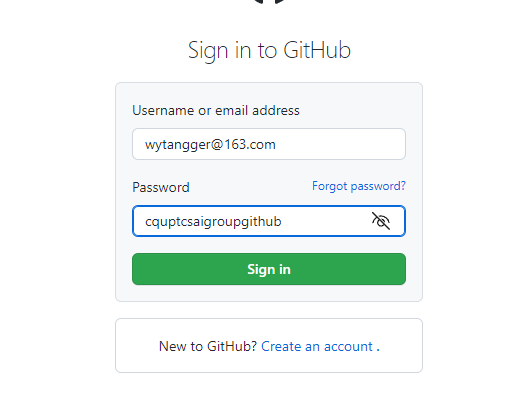 Sign in to GitHub
Username or email address
wytangger@163.com
Password Forgot password?
cquptcsaigroupgithub
Sign in
New to GitHub? Create an account .